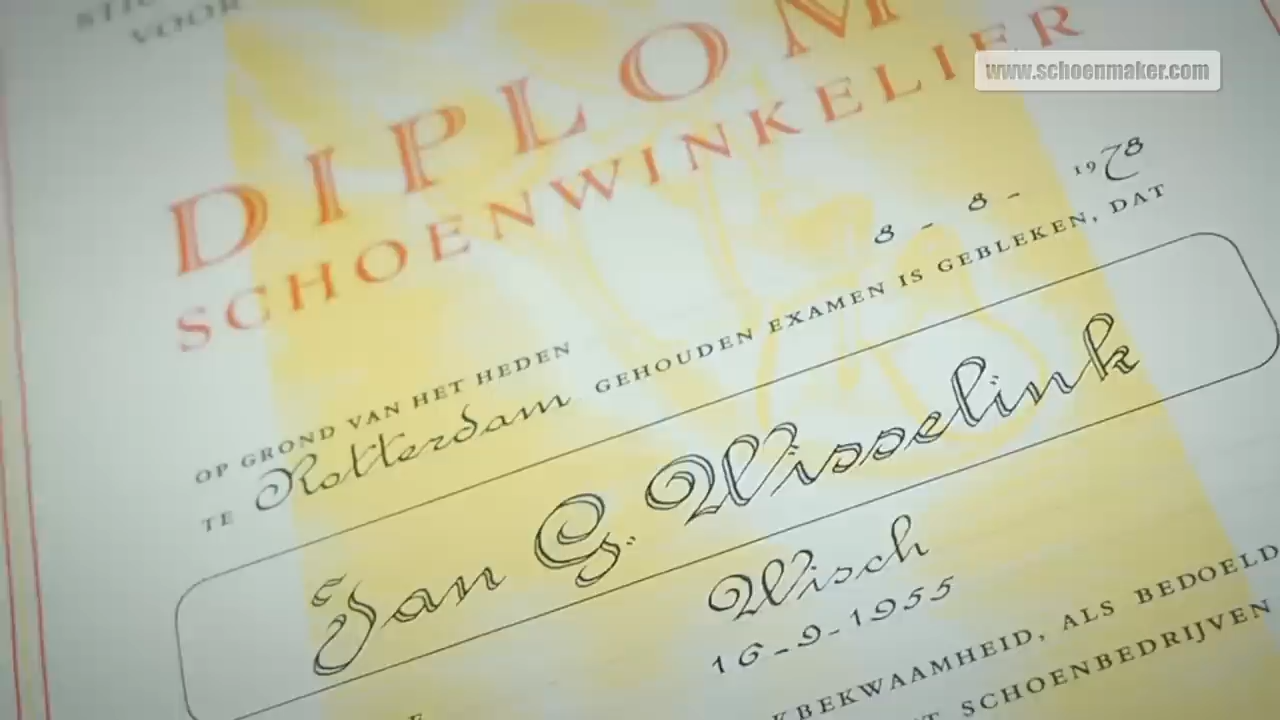 VOOR
DIPLOM
SCHOENWINKELIER
www.schoenmaker.com
OP GROND VAN HET HEDEN 8 - 8 - 1978
TE Rotterdam GEHOUDEN EXAMEN IS GEBLEKEN, DAT
Jan G. Wisselink
Wisch
16-9-1955
KBEKWAAMHEID, ALS BEDOELD
T SCHOENBEDRIJVEN